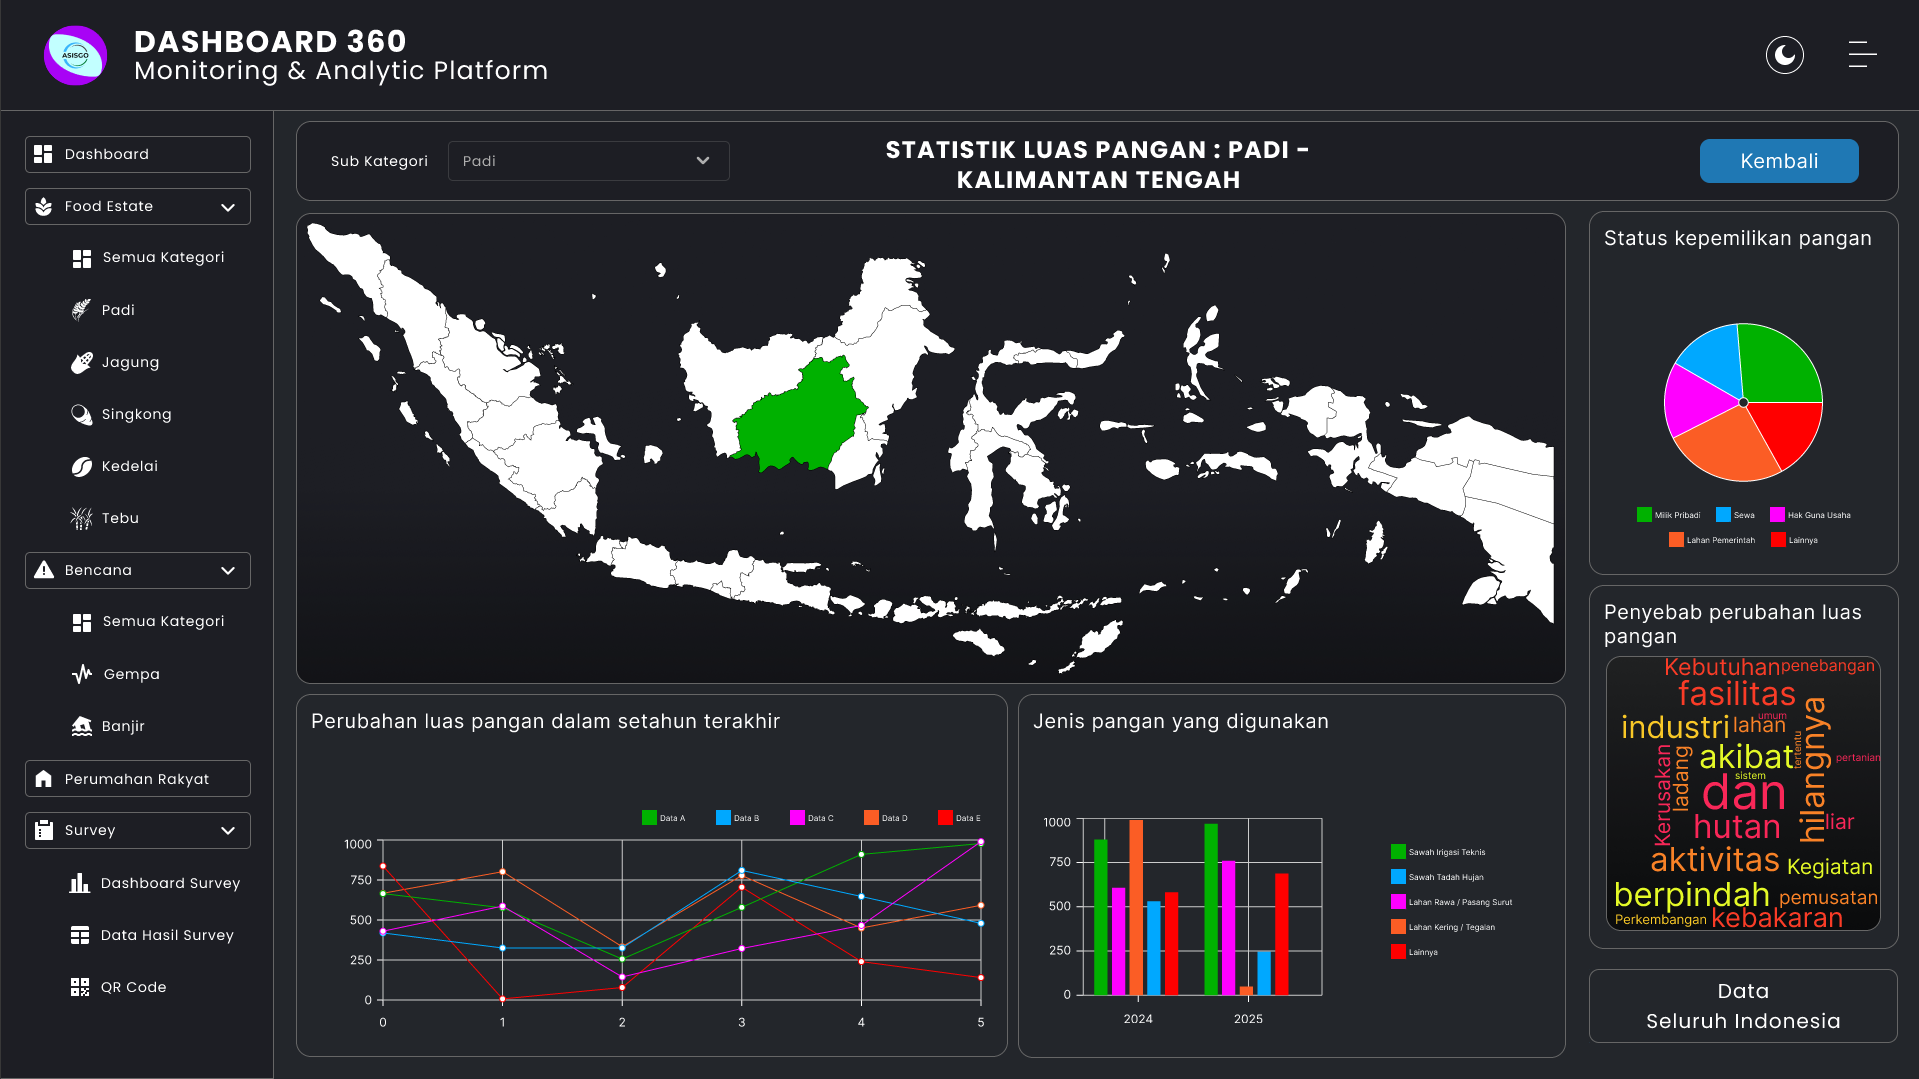 ASISGO
DASHBOARD 360
Monitoring & Analytic Platform
Dashboard
Food Estate
Semua Kategori
Padi
Jagung
Singkong
Kedelai
Tebu
Bencana
Semua Kategori
Gempa
Banjir
Perumahan Rakyat
Survey
Dashboard Survey
Data Hasil Survey
QR Code
Sub Kategori
Padi
STATISTIK LUAS PANGAN : PADI -
KALIMANTAN TENGAH
Kembali
Status kepemilikan pangan
Milik Pribadi
Sewa
Hak Guna Usaha
Lahan Pemerintah
Lainnya
Perubahan luas pangan dalam setahun terakhir
Data A
Data B
Data C
Data D
Data E
1000
750
500
250
0
0 1 2 3 4 5
Jenis pangan yang digunakan
1000
750
500
250
0
2024 2025
Sawah Irigasi Teknis
Sawah Tadah Hujan
Lahan Rawa / Pasang Surut
Lahan Kering / Tegalan
Lainnya
Penyebab perubahan luas
pangan
Kebutuhan
penebangan
fasilitas
umum
industri
lahan
hilangnya
akibat
tertentu
pertanian
Kerusakan
ladang
sistem
dan
hutan
liar
aktivitas
Kegiatan
berpindah
pemusatan
Perkembangan
kebakaran
Data
Seluruh Indonesia